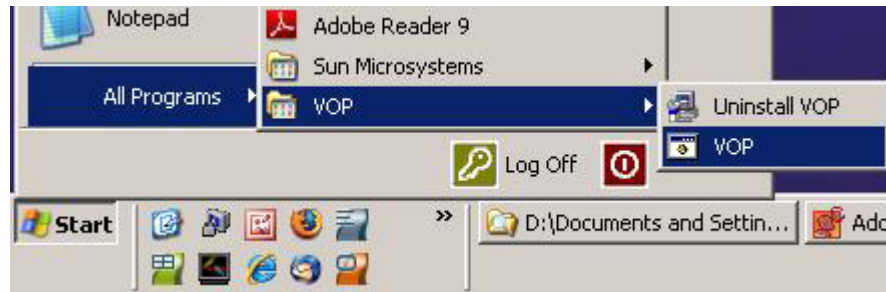 Notepad
Adobe Reader 9
Sun Microsystems
All Programs
VOP
Uninstall VOP
VOP
Log Off
Start
»
D:\Documents and Settin...
Ado